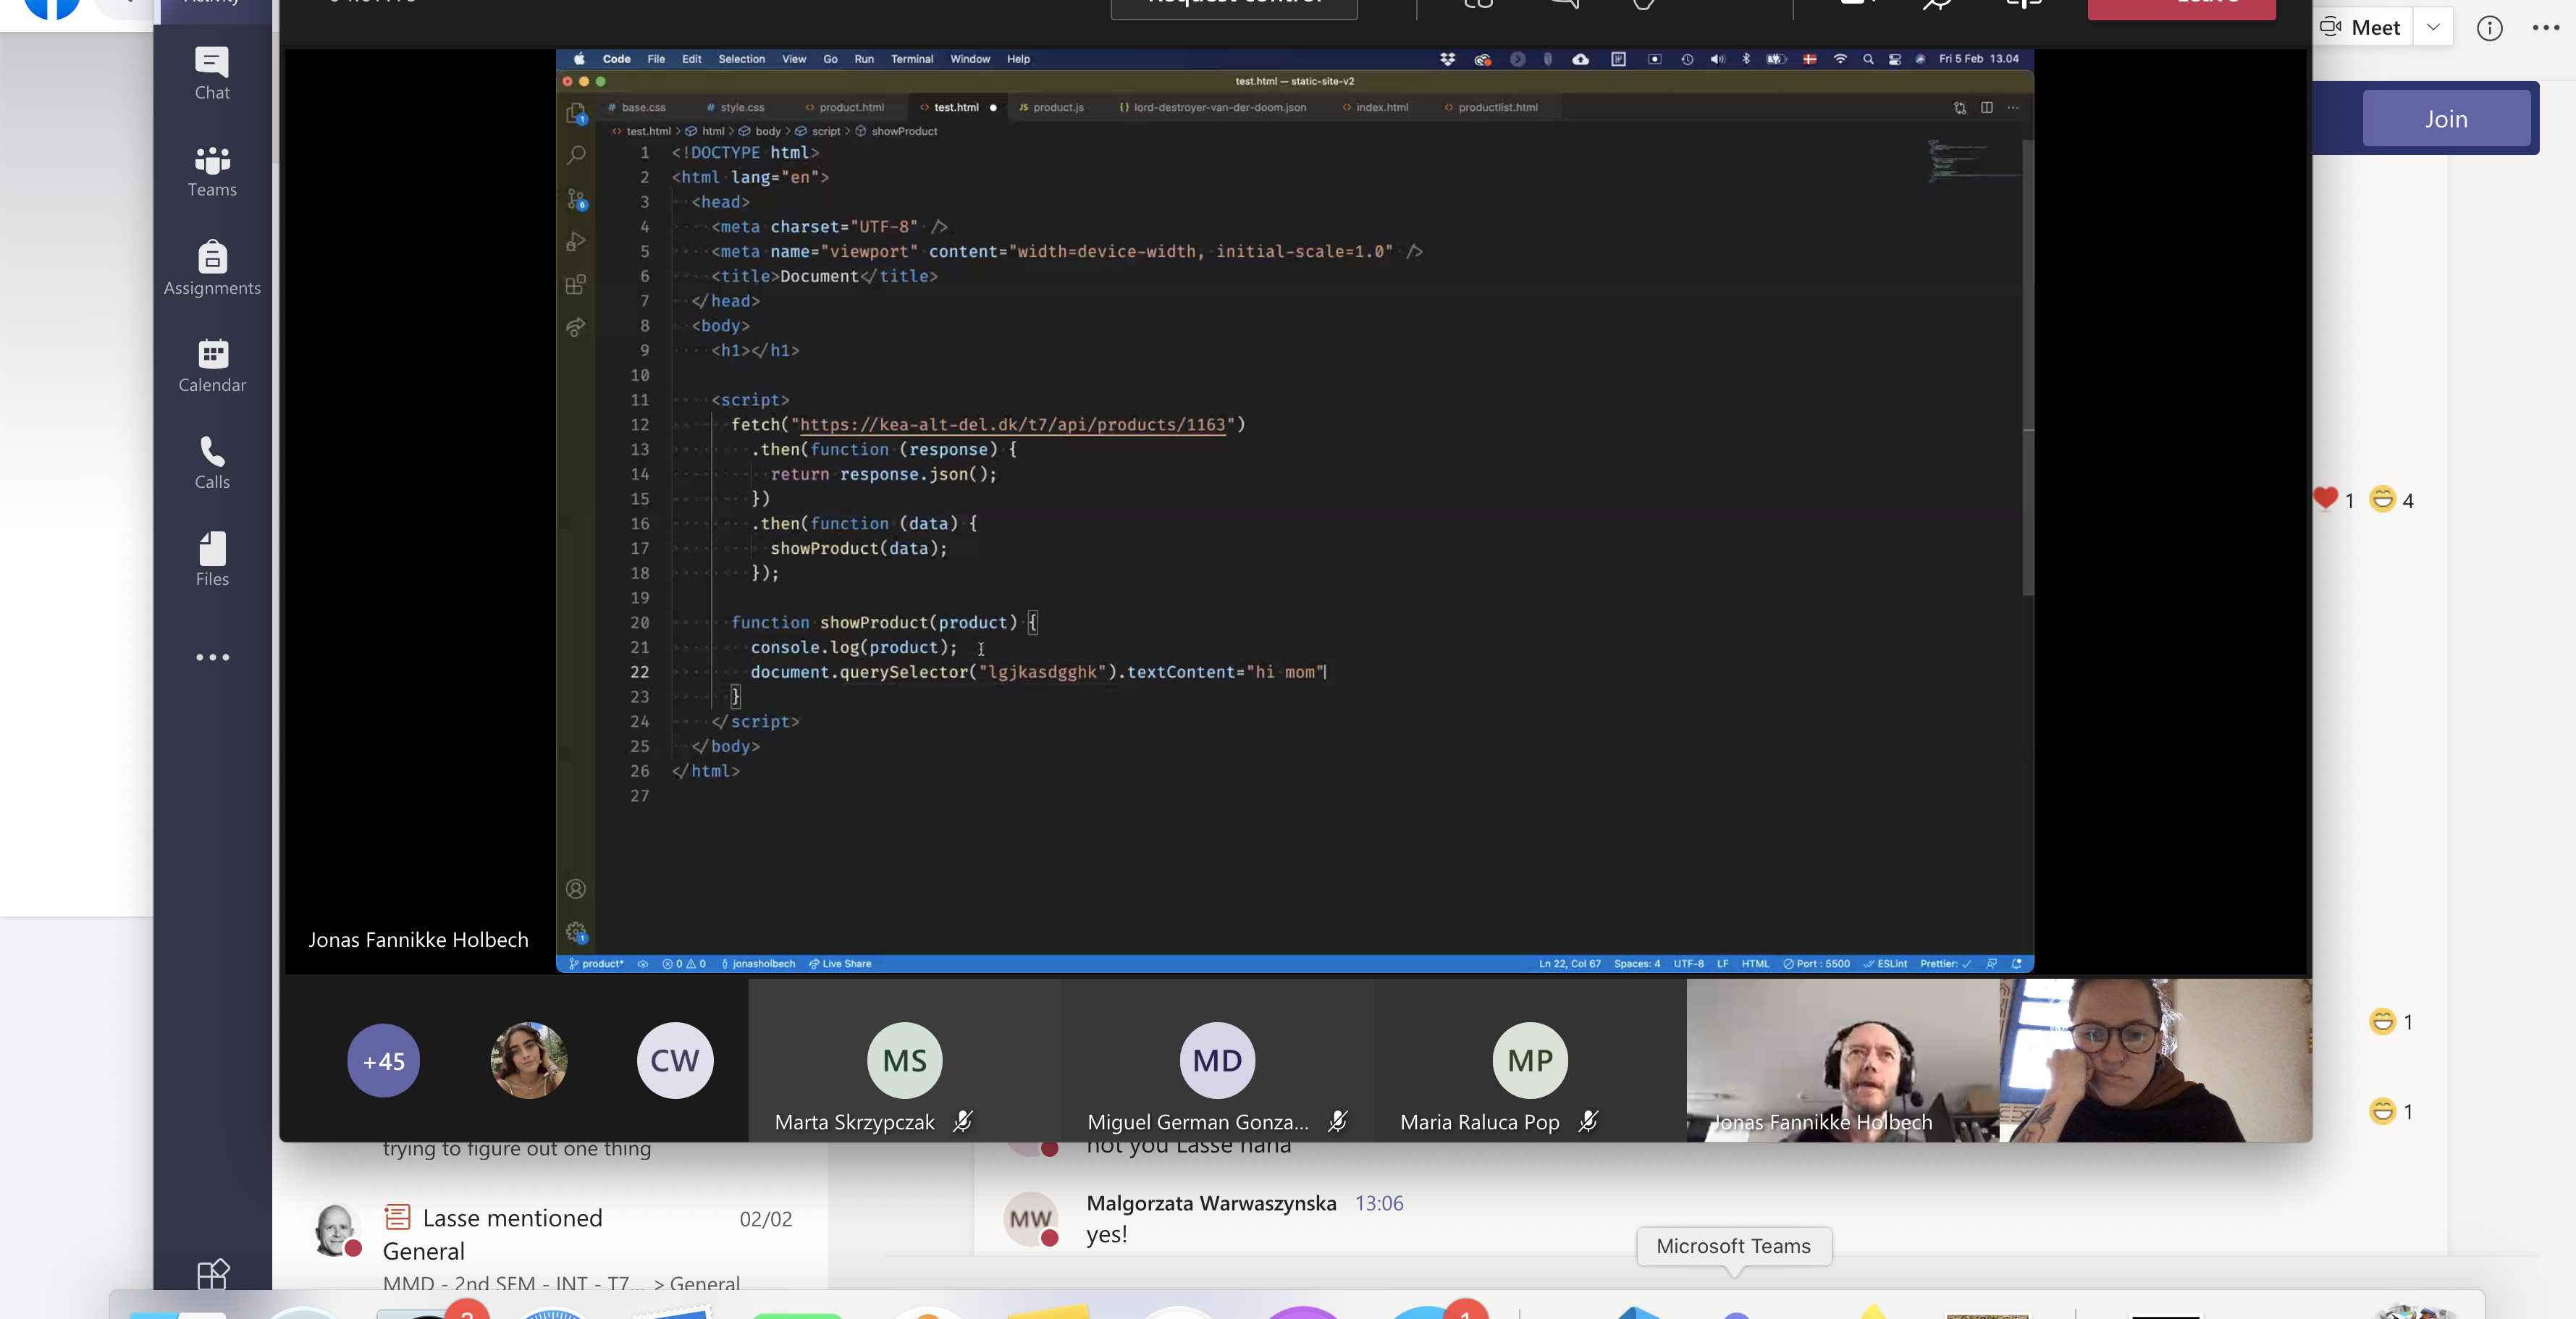 Activity
Request control
Leave
Meet
Chat
Teams
Assignments
Calendar
Calls
Files
Join
Code File Edit Selection View Go Run Terminal Window Help
Fri 5 Feb 13.04
test.html — static-site-v2
# base.css # style.css <> product.html <> test.html ● JS product.js {} lord-destroyer-van-der-doom.json <> index.html <> productlist.html
<> test.html > html > body > script > showProduct
1 <!DOCTYPE html>
2 <html lang="en">
3 <head>
4 <meta charset="UTF-8" />
5 <meta name="viewport" content="width=device-width, initial-scale=1.0" />
6 <title>Document</title>
7 </head>
8 <body>
9 <h1></h1>
10
11 <script>
12 fetch("https://kea-alt-del.dk/t7/api/products/1163")
13 .then(function (response) {
14 return response.json();
15 })
16 .then(function (data) {
17 showProduct(data);
18 });
19
20 function showProduct(product) {
21 console.log(product);
22 document.querySelector("lgjkasdgghk").textContent="hi mom"
23 }
24 </script>
25 </body>
26 </html>
27
1
6
1
product* 0 0 jonasholbech Live Share
Ln 22, Col 67 Spaces: 4 UTF-8 LF HTML Port : 5500 ESLint Prettier: ✓
Jonas Fannikke Holbech
1 4
1
1
+45
CW
MS
MD
MP
Marta Skrzypczak
Miguel German Gonza...
Maria Raluca Pop
Jonas Fannikke Holbech
trying to figure out one thing
Lasse mentioned 02/02
General
MMD - 2nd SEM - INT - T7... > General
not you Lasse haha
MW
Malgorzata Warwaszynska 13:06
yes!
Microsoft Teams